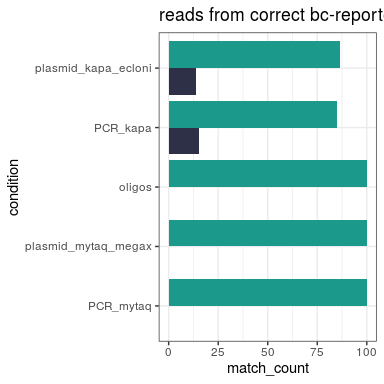 reads from correct bc-report
plasmid_kapa_ecloni
PCR_kapa
oligos
plasmid_mytaq_megax
PCR_mytaq
condition
0 25 50 75 100
match_count